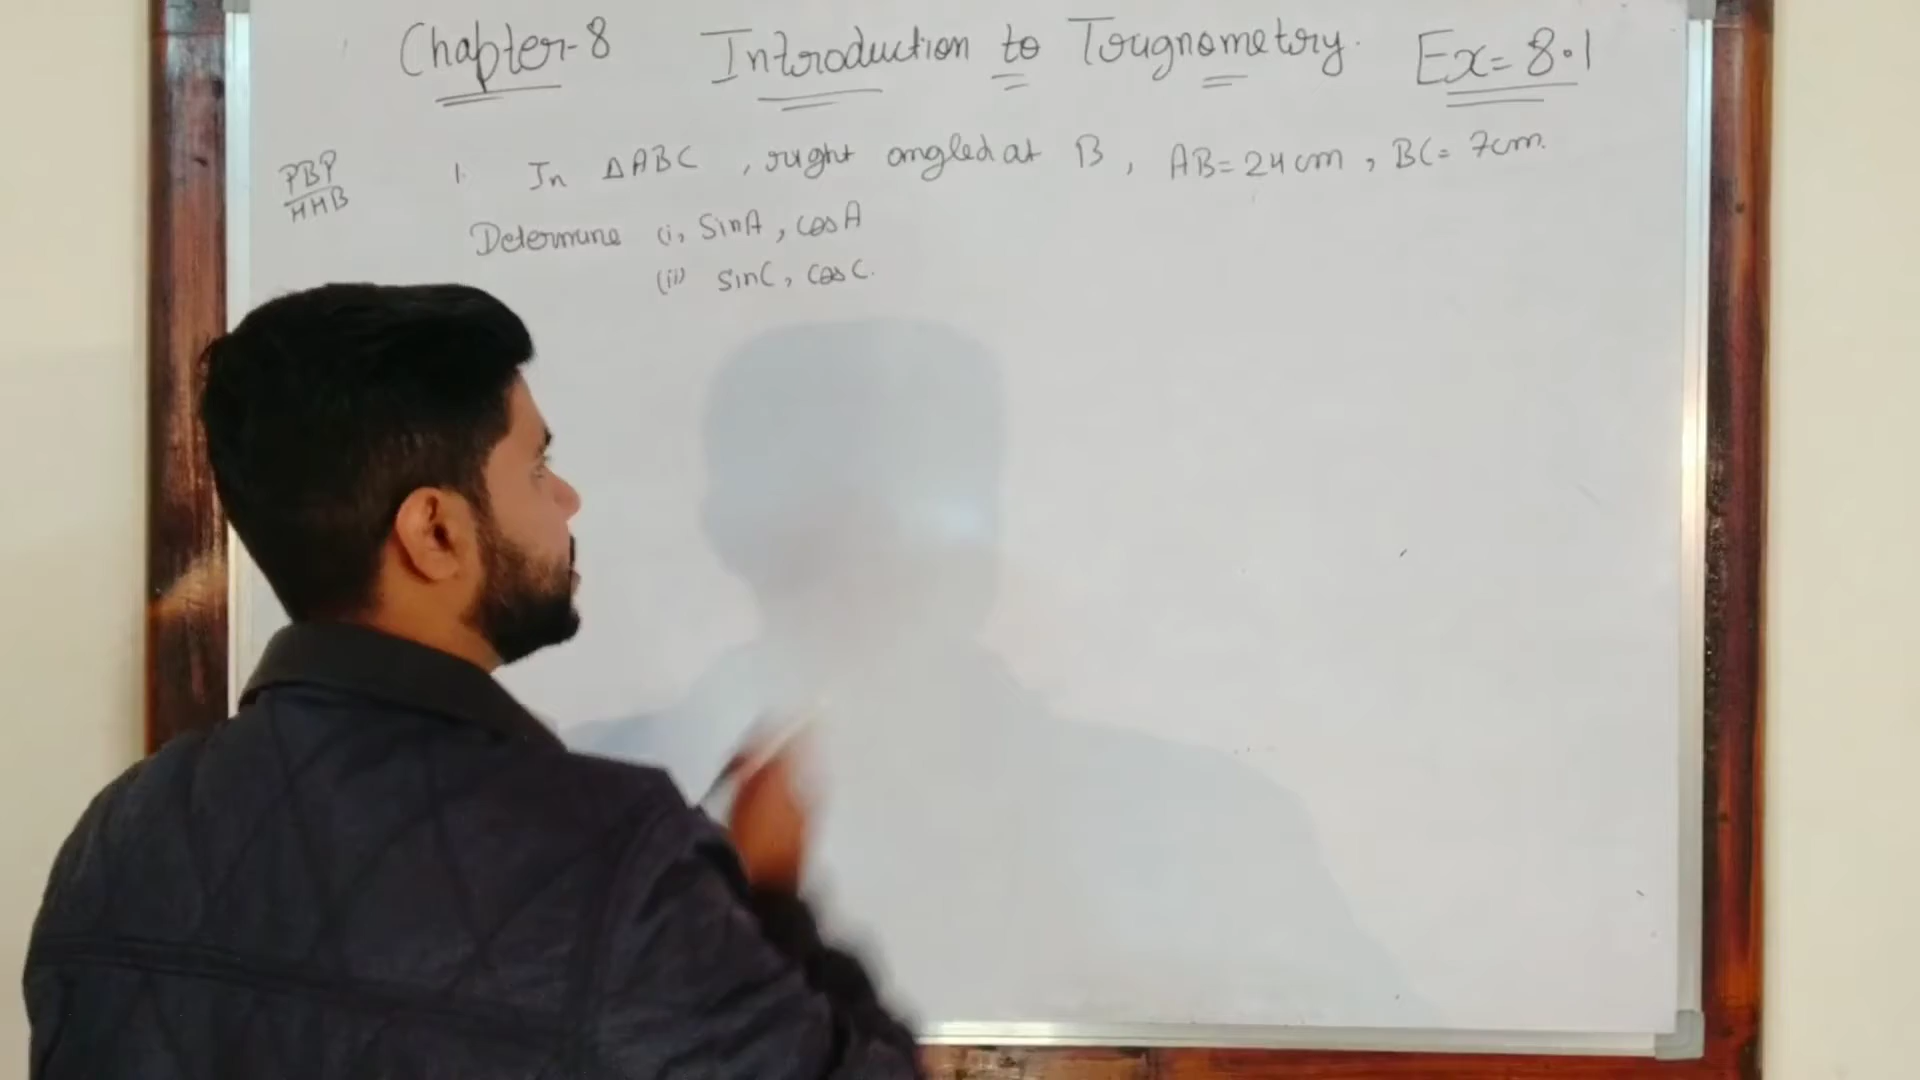 Chapter-8 Introduction to Trignometry. Ex= 8.1
PBP
HHB
1. In ΔABC, right angled at B, AB=24cm, BC= 7cm.
Determine (i) SinA, cosA
(ii) sinC, cosC.